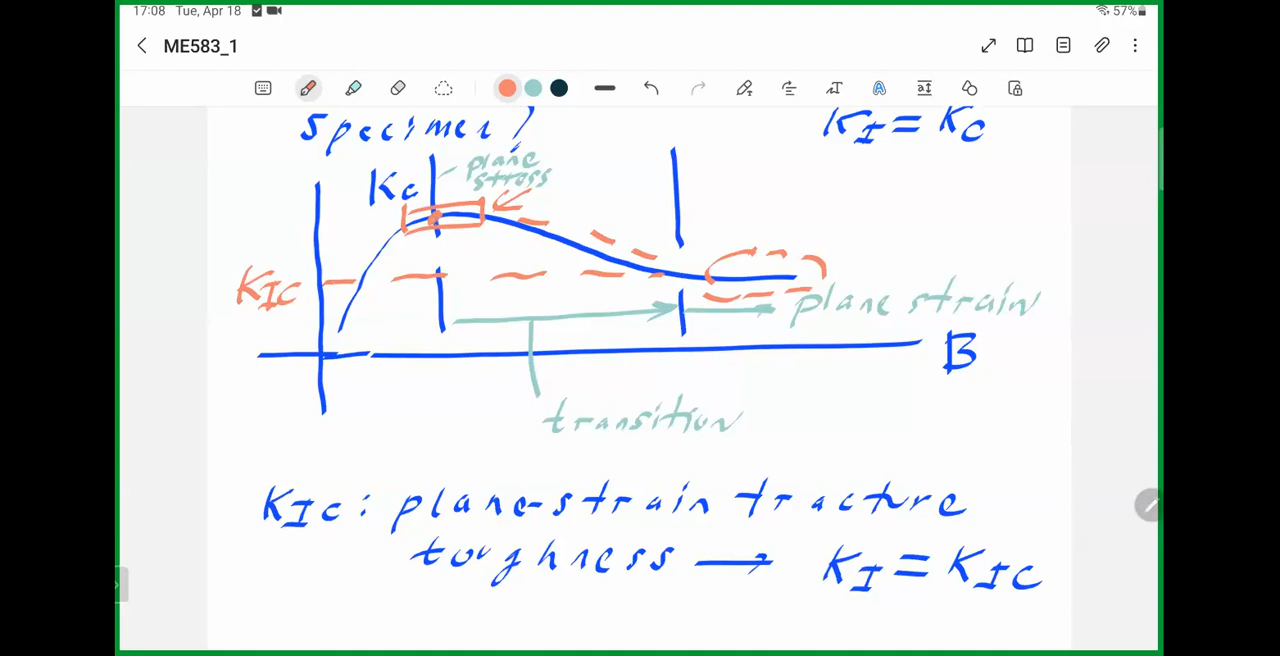 17:08 Tue, Apr 18 57%
ME583_1
specimen?
KI = Kc
Kc
plane
stress
KIc
plane strain
B
transition
KIc: plane-strain fracture
toughness → KI = KIC